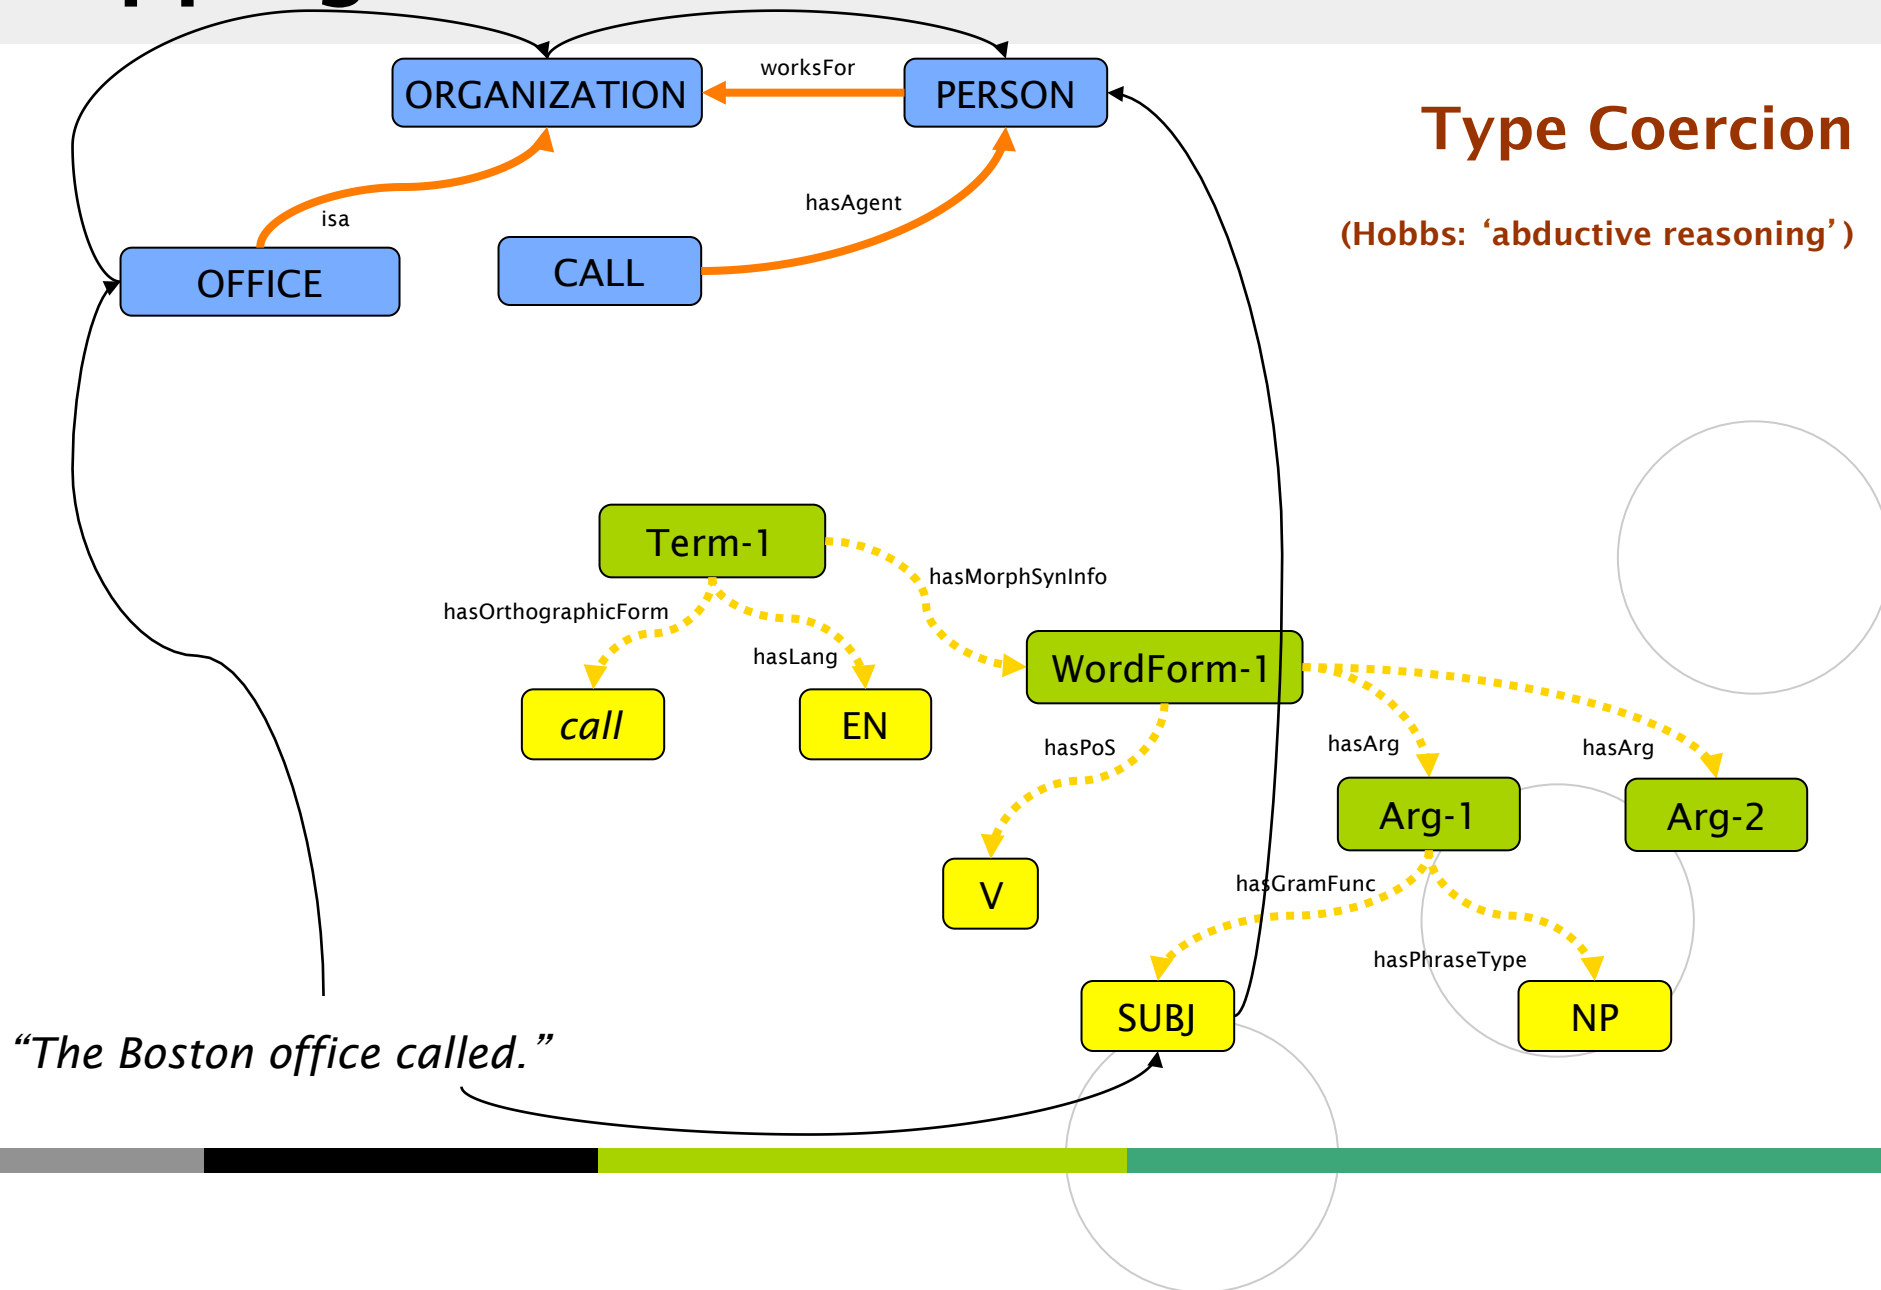 worksFor
ORGANIZATION
PERSON
Type Coercion
(Hobbs: ‘abductive reasoning’)
hasAgent
isa
OFFICE
CALL
Term-1
hasMorphSynInfo
hasOrthographicForm
hasLang
WordForm-1
call
EN
hasPoS
hasArg
hasArg
Arg-1
Arg-2
V
hasGramFunc
hasPhraseType
SUBJ
NP
“The Boston office called.”